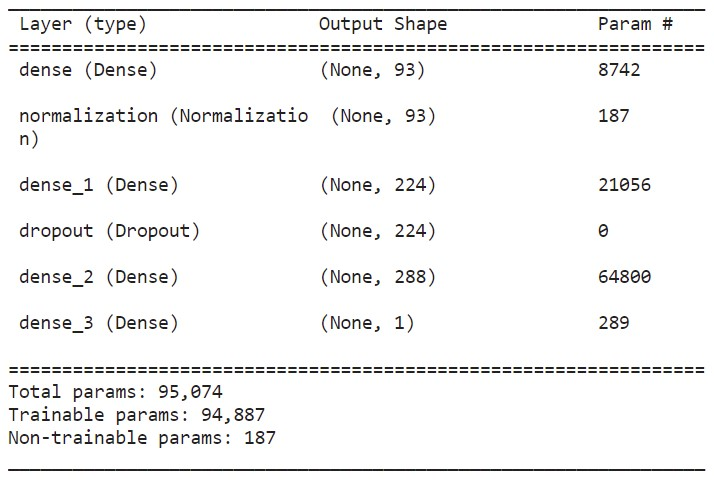 Layer (type) Output Shape Param #
=================================================================
dense (Dense) (None, 93) 8742
normalization (Normalizatio (None, 93) 187
n)
dense_1 (Dense) (None, 224) 21056
dropout (Dropout) (None, 224) 0
dense_2 (Dense) (None, 288) 64800
dense_3 (Dense) (None, 1) 289
=================================================================
Total params: 95,074
Trainable params: 94,887
Non-trainable params: 187